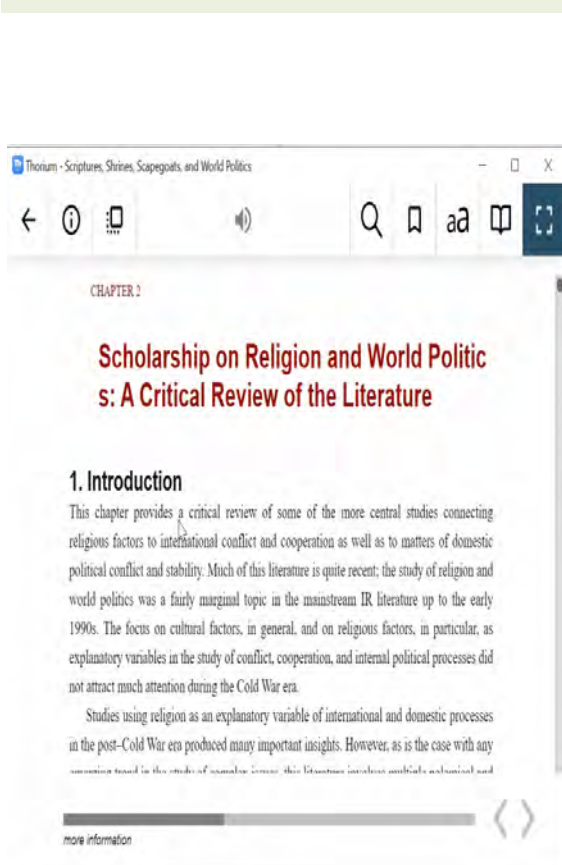 Thorium - Scriptures, Shrines, Scapegoats, and World Politics
aa
CHAPTER 2
Scholarship on Religion and World Politic
s: A Critical Review of the Literature
1. Introduction
This chapter provides a critical review of some of the more central studies connecting
religious factors to international conflict and cooperation as well as to matters of domestic
political conflict and stability. Much of this literature is quite recent; the study of religion and
world politics was a fairly marginal topic in the mainstream IR literature up to the early
1990s. The focus on cultural factors, in general, and on religious factors, in particular, as
explanatory variables in the study of conflict, cooperation, and internal political processes did
not attract much attention during the Cold War era.
Studies using religion as an explanatory variable of international and domestic processes
in the post–Cold War era produced many important insights. However, as is the case with any
more information